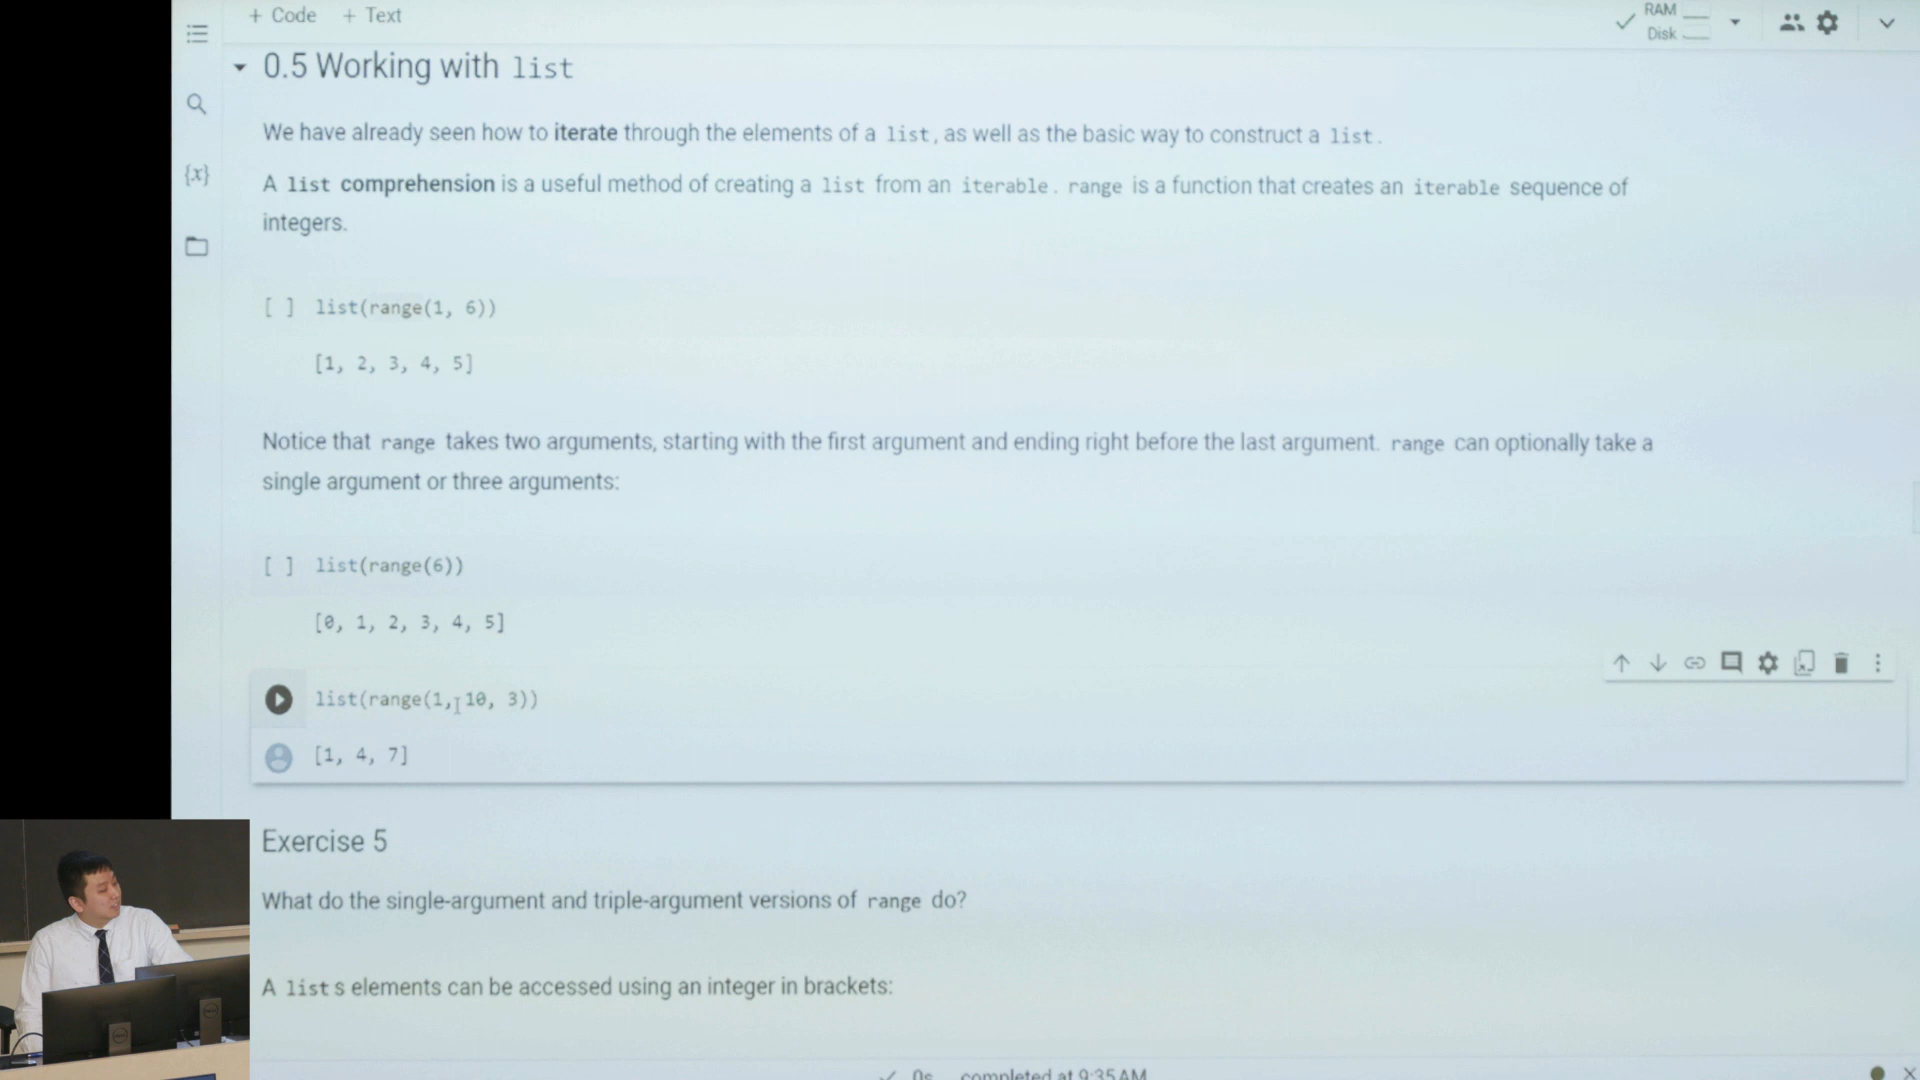 + Code + Text
RAM
Disk
0.5 Working with list
We have already seen how to iterate through the elements of a list, as well as the basic way to construct a list.
{x}
A list comprehension is a useful method of creating a list from an iterable. range is a function that creates an iterable sequence of
integers.
[ ] list(range(1, 6))
[1, 2, 3, 4, 5]
Notice that range takes two arguments, starting with the first argument and ending right before the last argument. range can optionally take a
single argument or three arguments:
[ ] list(range(6))
[0, 1, 2, 3, 4, 5]
list(range(1, 10, 3))
[1, 4, 7]
Exercise 5
What do the single-argument and triple-argument versions of range do?
A lists elements can be accessed using an integer in brackets:
0s completed at 9:35 AM